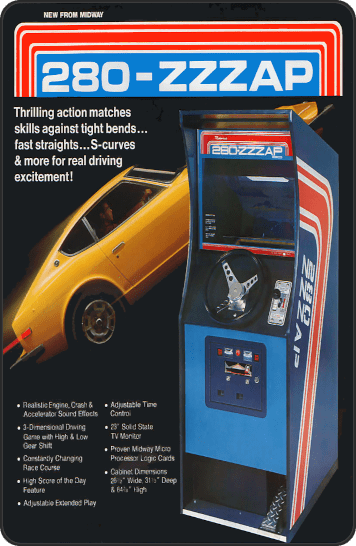 NEW FROM MIDWAY
280-ZZZAP
Thrilling action matches
skills against tight bends...
fast straights...S-curves
& more for real driving
excitement!
Midway
280-ZZZAP
280
ZZZAP
• Realistic Engine, Crash &
Accelerator Sound Effects
• 3-Dimensional Driving
Game with High & Low
Gear Shift
• Constantly Changing
Race Course
• High Score of the Day
Feature
• Adjustable Extended Play
• Adjustable Time
Control
• 23" Solid State
TV Monitor
• Proven Midway Micro
Processor Logic Cards
• Cabinet Dimensions